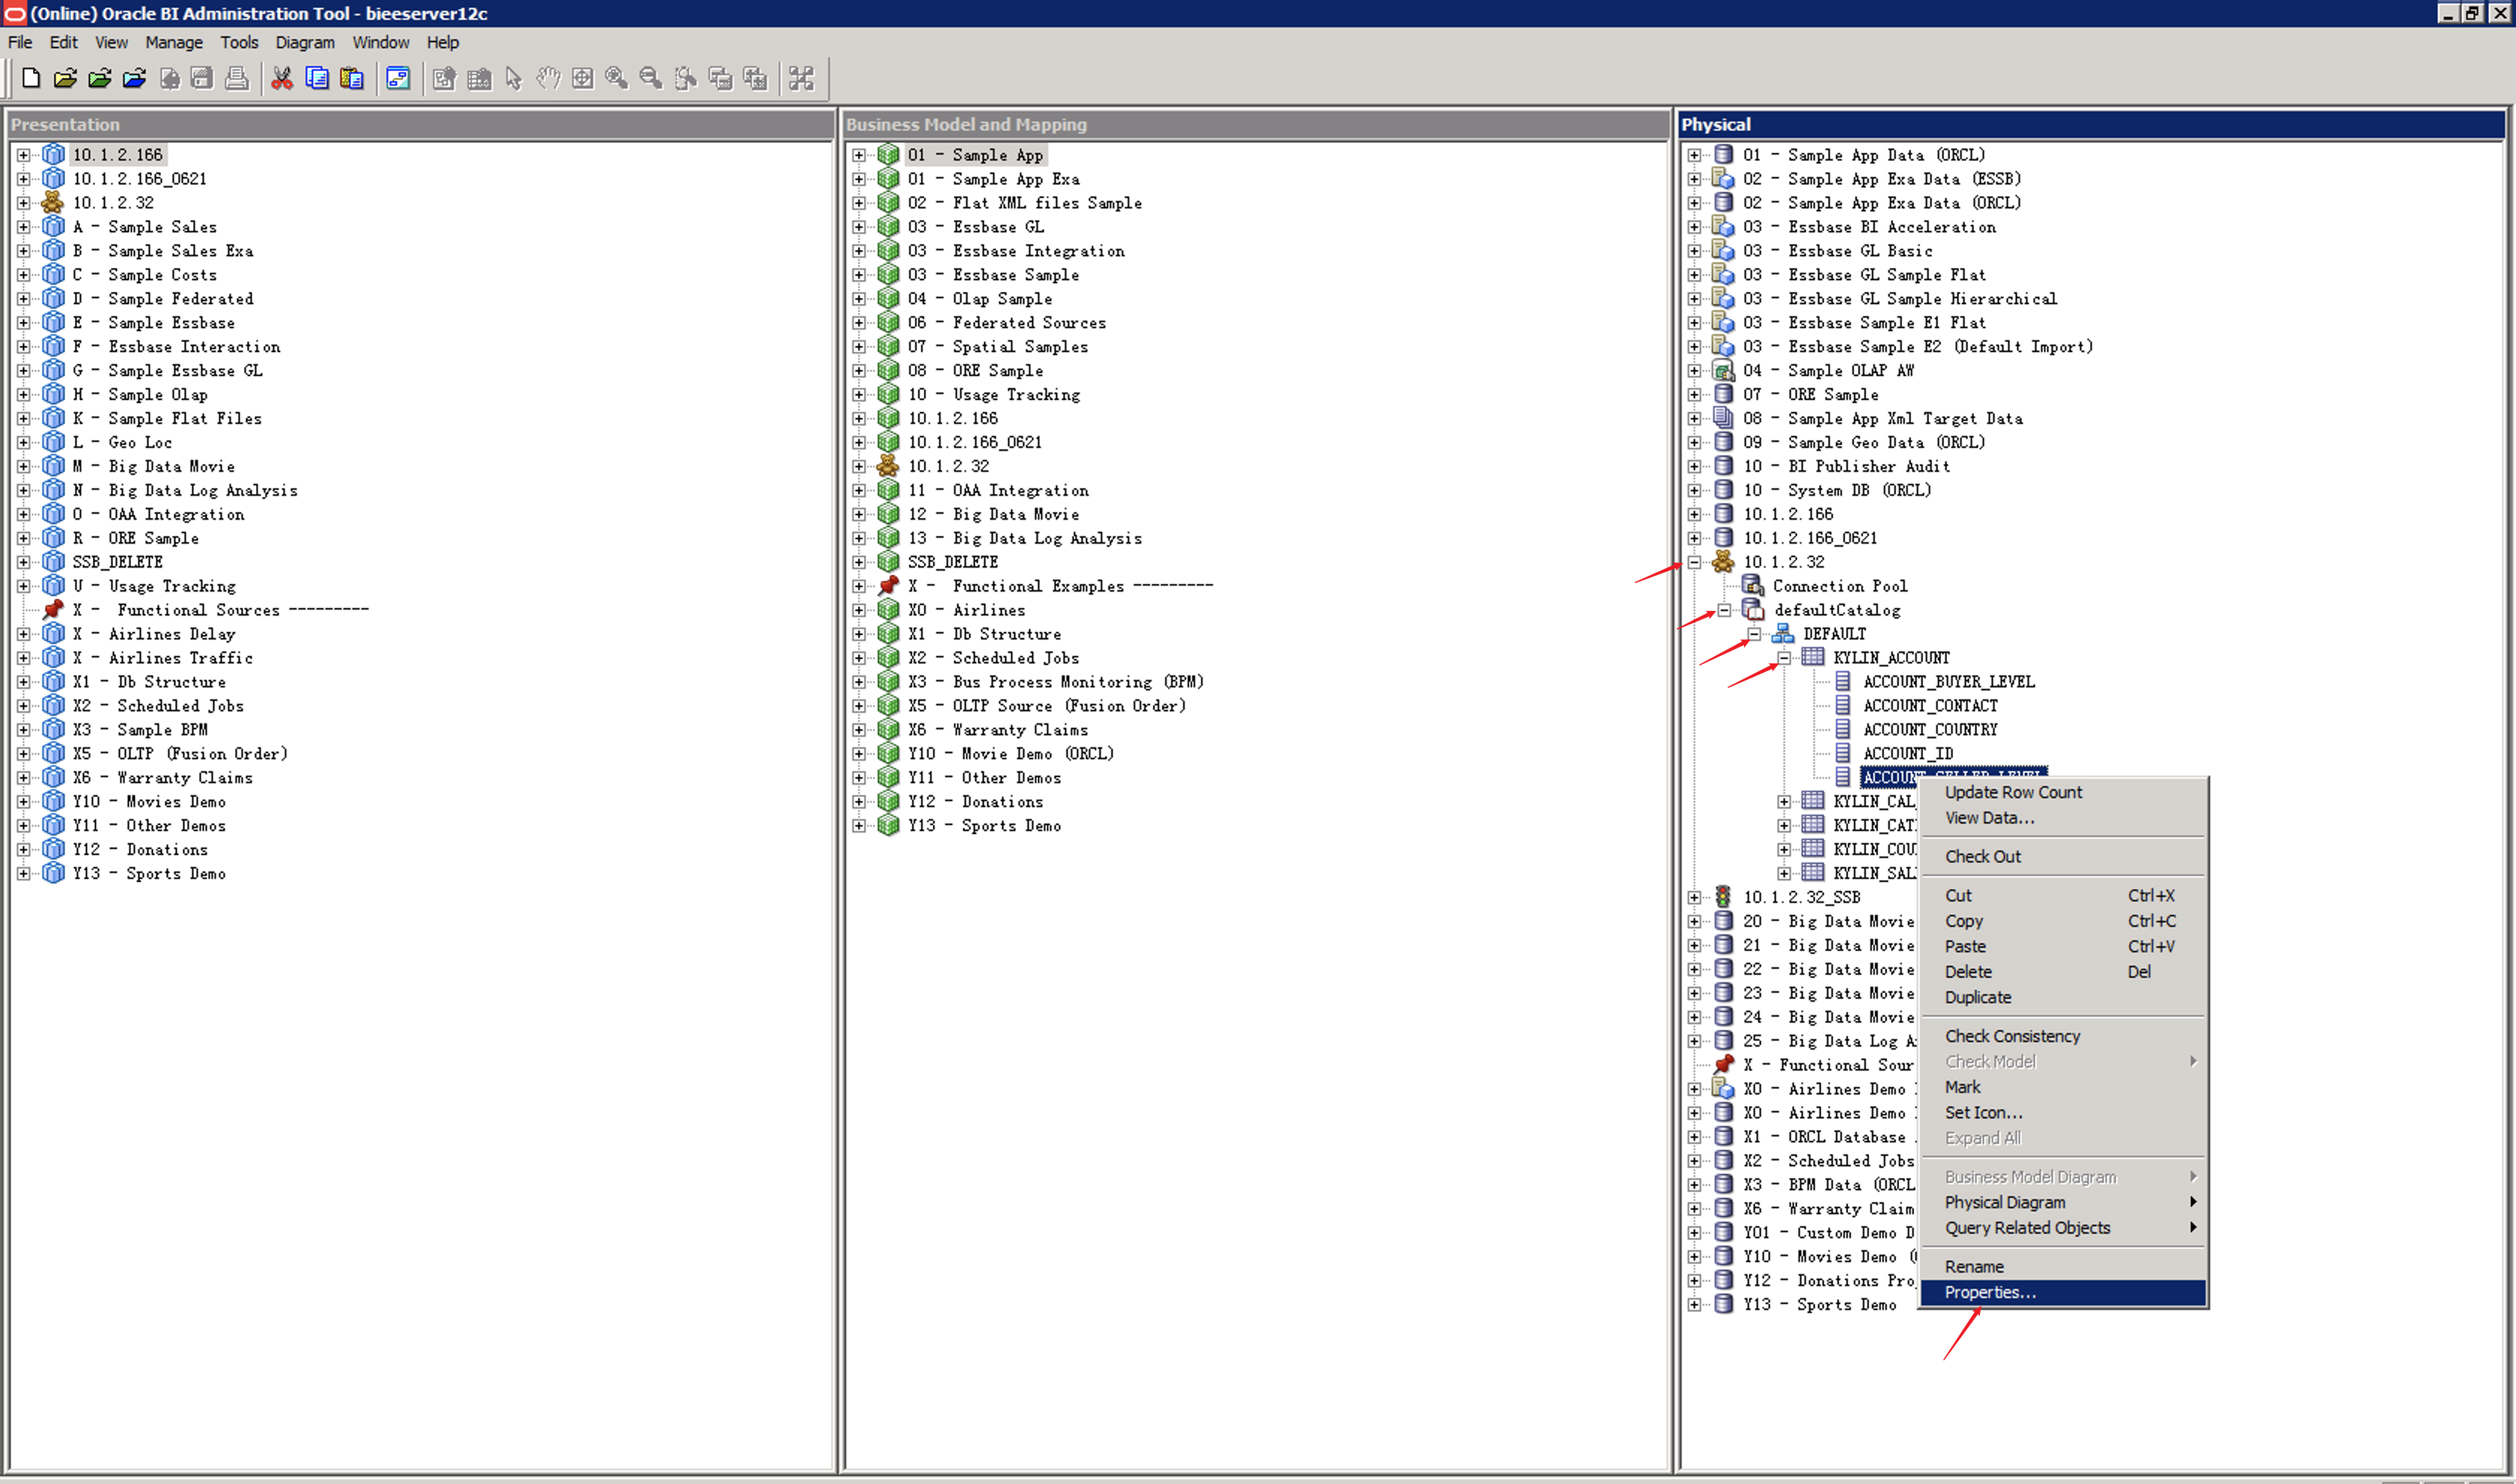 (Online) Oracle BI Administration Tool - bieeserver12c
File Edit View Manage Tools Diagram Window Help
Presentation
10.1.2.166
10.1.2.166_0621
10.1.2.32
A - Sample Sales
B - Sample Sales Exa
C - Sample Costs
D - Sample Federated
E - Sample Essbase
F - Essbase Interaction
G - Sample Essbase GL
H - Sample Olap
K - Sample Flat Files
L - Geo Loc
M - Big Data Movie
N - Big Data Log Analysis
O - OAA Integration
R - ORE Sample
SSB_DELETE
U - Usage Tracking
X -  Functional Sources ---------
X - Airlines Delay
X - Airlines Traffic
X1 - Db Structure
X2 - Scheduled Jobs
X3 - Sample BPM
X5 - OLTP (Fusion Order)
X6 - Warranty Claims
Y10 - Movies Demo
Y11 - Other Demos
Y12 - Donations
Y13 - Sports Demo
Business Model and Mapping
01 - Sample App
01 - Sample App Exa
02 - Flat XML files Sample
03 - Essbase GL
03 - Essbase Integration
03 - Essbase Sample
04 - Olap Sample
06 - Federated Sources
07 - Spatial Samples
08 - ORE Sample
10 - Usage Tracking
10.1.2.166
10.1.2.166_0621
10.1.2.32
11 - OAA Integration
12 - Big Data Movie
13 - Big Data Log Analysis
SSB_DELETE
X -  Functional Examples ---------
X0 - Airlines
X1 - Db Structure
X2 - Scheduled Jobs
X3 - Bus Process Monitoring (BPM)
X5 - OLTP Source (Fusion Order)
X6 - Warranty Claims
Y10 - Movie Demo (ORCL)
Y11 - Other Demos
Y12 - Donations
Y13 - Sports Demo
Physical
01 - Sample App Data (ORCL)
02 - Sample App Exa Data (ESSB)
02 - Sample App Exa Data (ORCL)
03 - Essbase BI Acceleration
03 - Essbase GL Basic
03 - Essbase GL Sample Flat
03 - Essbase GL Sample Hierarchical
03 - Essbase Sample E1 Flat
03 - Essbase Sample E2 (Default Import)
04 - Sample OLAP AW
07 - ORE Sample
08 - Sample App Xml Target Data
09 - Sample Geo Data (ORCL)
10 - BI Publisher Audit
10 - System DB (ORCL)
10.1.2.166
10.1.2.166_0621
10.1.2.32
Connection Pool
defaultCatalog
DEFAULT
KYLIN_ACCOUNT
ACCOUNT_BUYER_LEVEL
ACCOUNT_CONTACT
ACCOUNT_COUNTRY
ACCOUNT_ID
ACCOUNT_SELLER_LEVEL
KYLIN_CAL
KYLIN_CAT
KYLIN_COU
KYLIN_SAL
10.1.2.32_SSB
20 - Big Data Movie
21 - Big Data Movie
22 - Big Data Movie
23 - Big Data Movie
24 - Big Data Movie
25 - Big Data Log A
X - Functional Sour
X0 - Airlines Demo
X0 - Airlines Demo
X1 - ORCL Database
X2 - Scheduled Jobs
X3 - BPM Data (ORCL
X6 - Warranty Claim
Y01 - Custom Demo D
Y10 - Movies Demo (
Y12 - Donations Pro
Y13 - Sports Demo
Update Row Count
View Data...
Check Out
Cut Ctrl+X
Copy Ctrl+C
Paste Ctrl+V
Delete Del
Duplicate
Check Consistency
Check Model
Mark
Set Icon...
Expand All
Business Model Diagram
Physical Diagram
Query Related Objects
Rename
Properties...